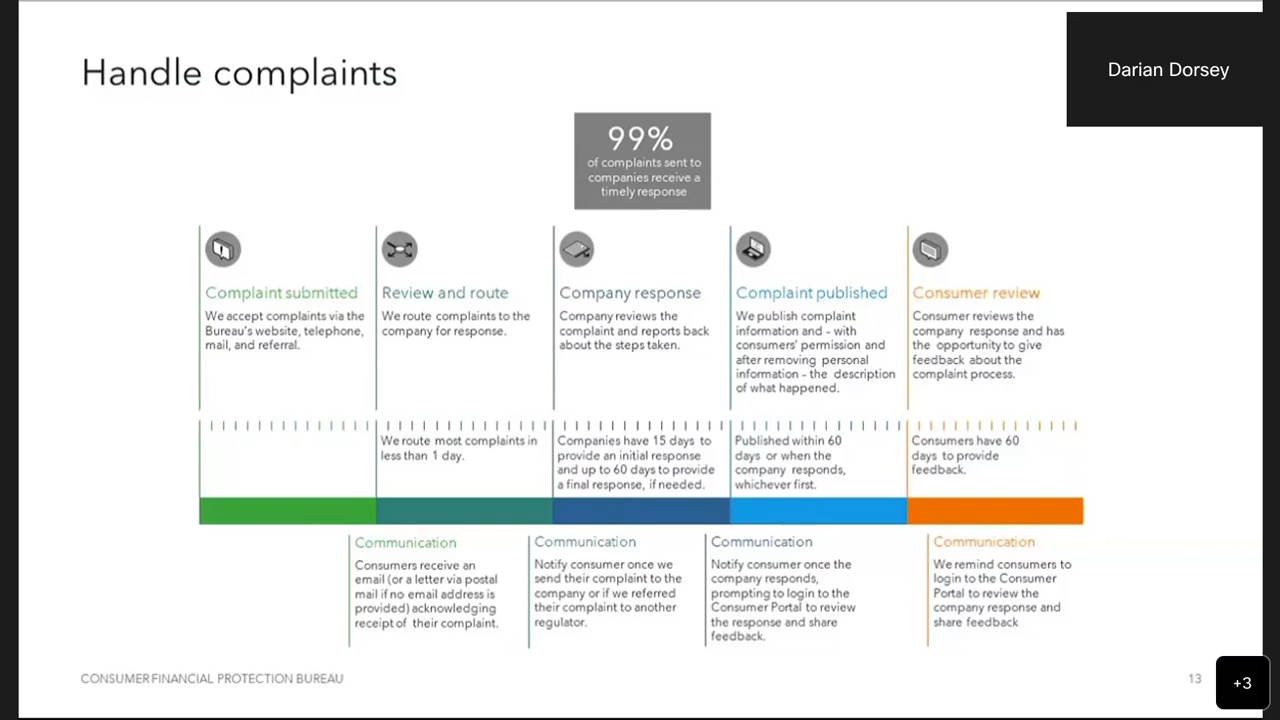 Handle complaints
Darian Dorsey
99%
of complaints sent to
companies receive a
timely response
Complaint submitted
We accept complaints via the
Bureau's website, telephone,
mail, and referral.
Review and route
We route complaints to the
company for response.
Company response
Company reviews the
complaint and reports back
about the steps taken.
Complaint published
We publish complaint
information and - with
consumers' permission and
after removing personal
information - the description
of what happened.
Consumer review
Consumer reviews the
company response and has
the opportunity to give
feedback about the
complaint process.
We route most complaints in
less than 1 day.
Companies have 15 days to
provide an initial response
and up to 60 days to provide
a final response, if needed.
Published within 60
days or when the
company responds,
whichever first.
Consumers have 60
days to provide
feedback.
Communication
Consumers receive an
email (or a letter via postal
mail if no email address is
provided) acknowledging
receipt of their complaint.
Communication
Notify consumer once we
send their complaint to the
company or if we referred
their complaint to another
regulator.
Communication
Notify consumer once the
company responds,
prompting to login to the
Consumer Portal to review
the response and share
feedback.
Communication
We remind consumers to
login to the Consumer
Portal to review the
company response and
share feedback
CONSUMER FINANCIAL PROTECTION BUREAU
13
+3